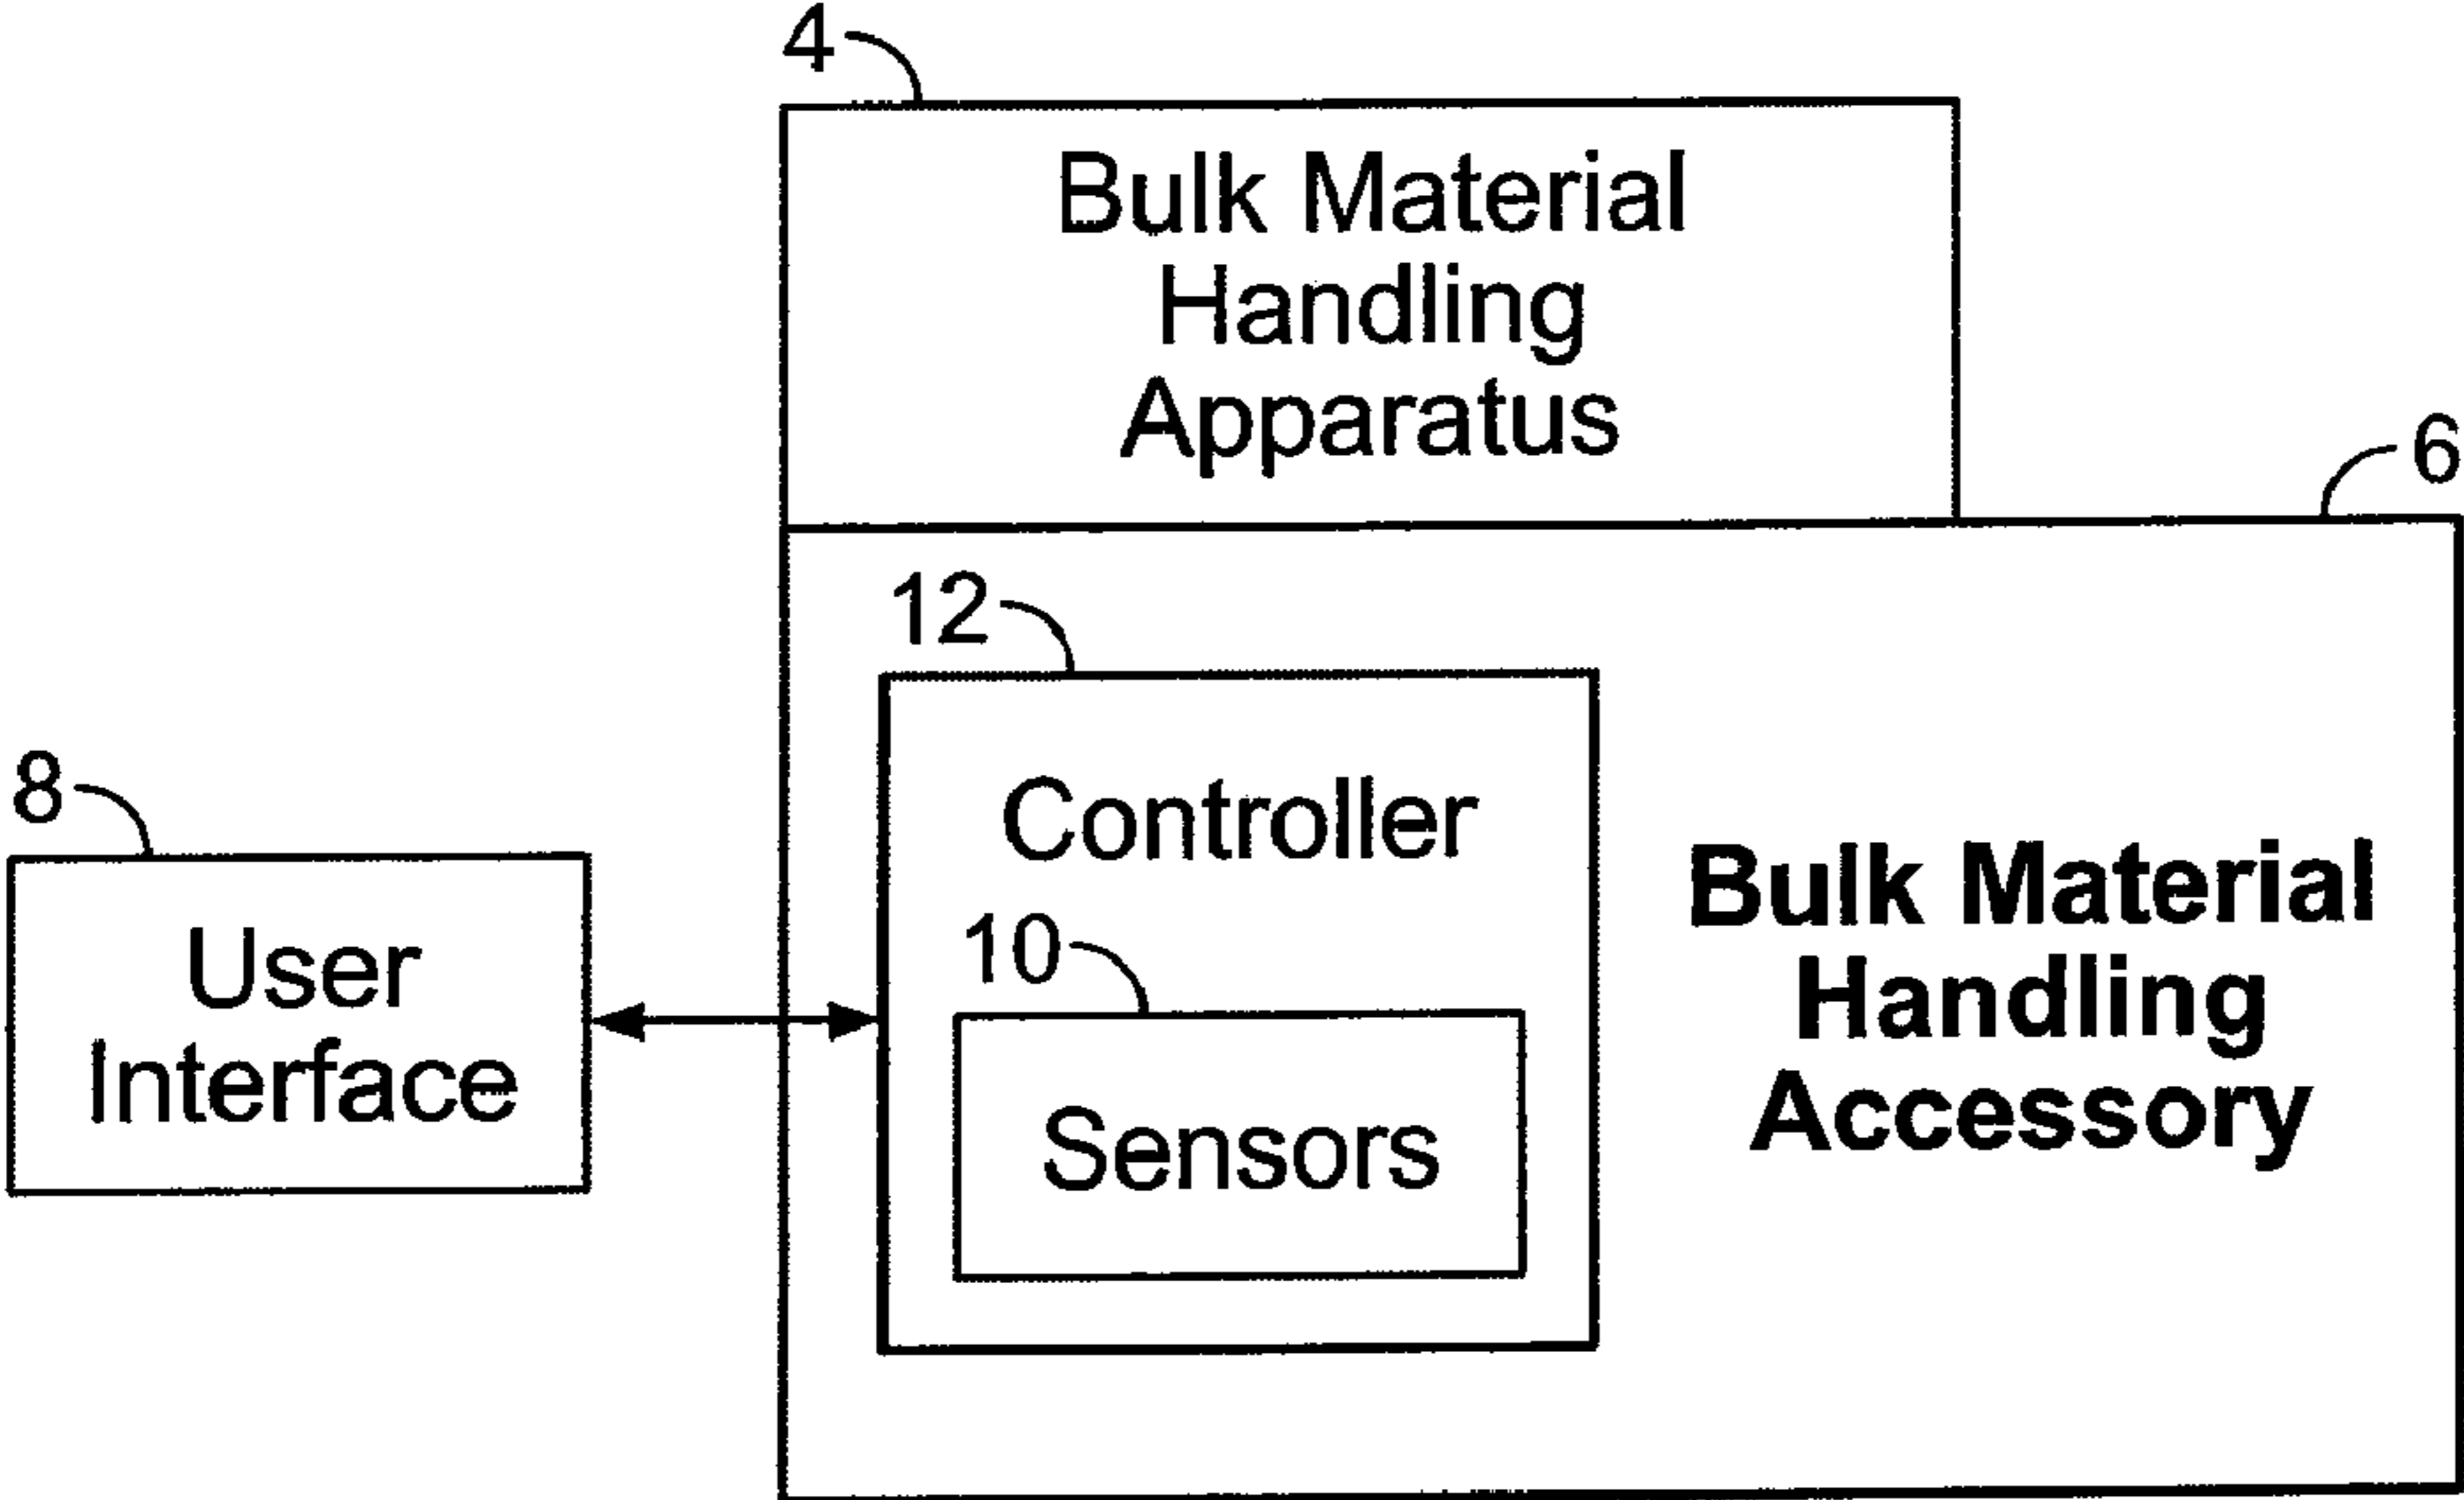 4
Bulk Material
Handling
Apparatus
6
12
Controller
8
User
Interface
10
Sensors
Bulk Material
Handling
Accessory